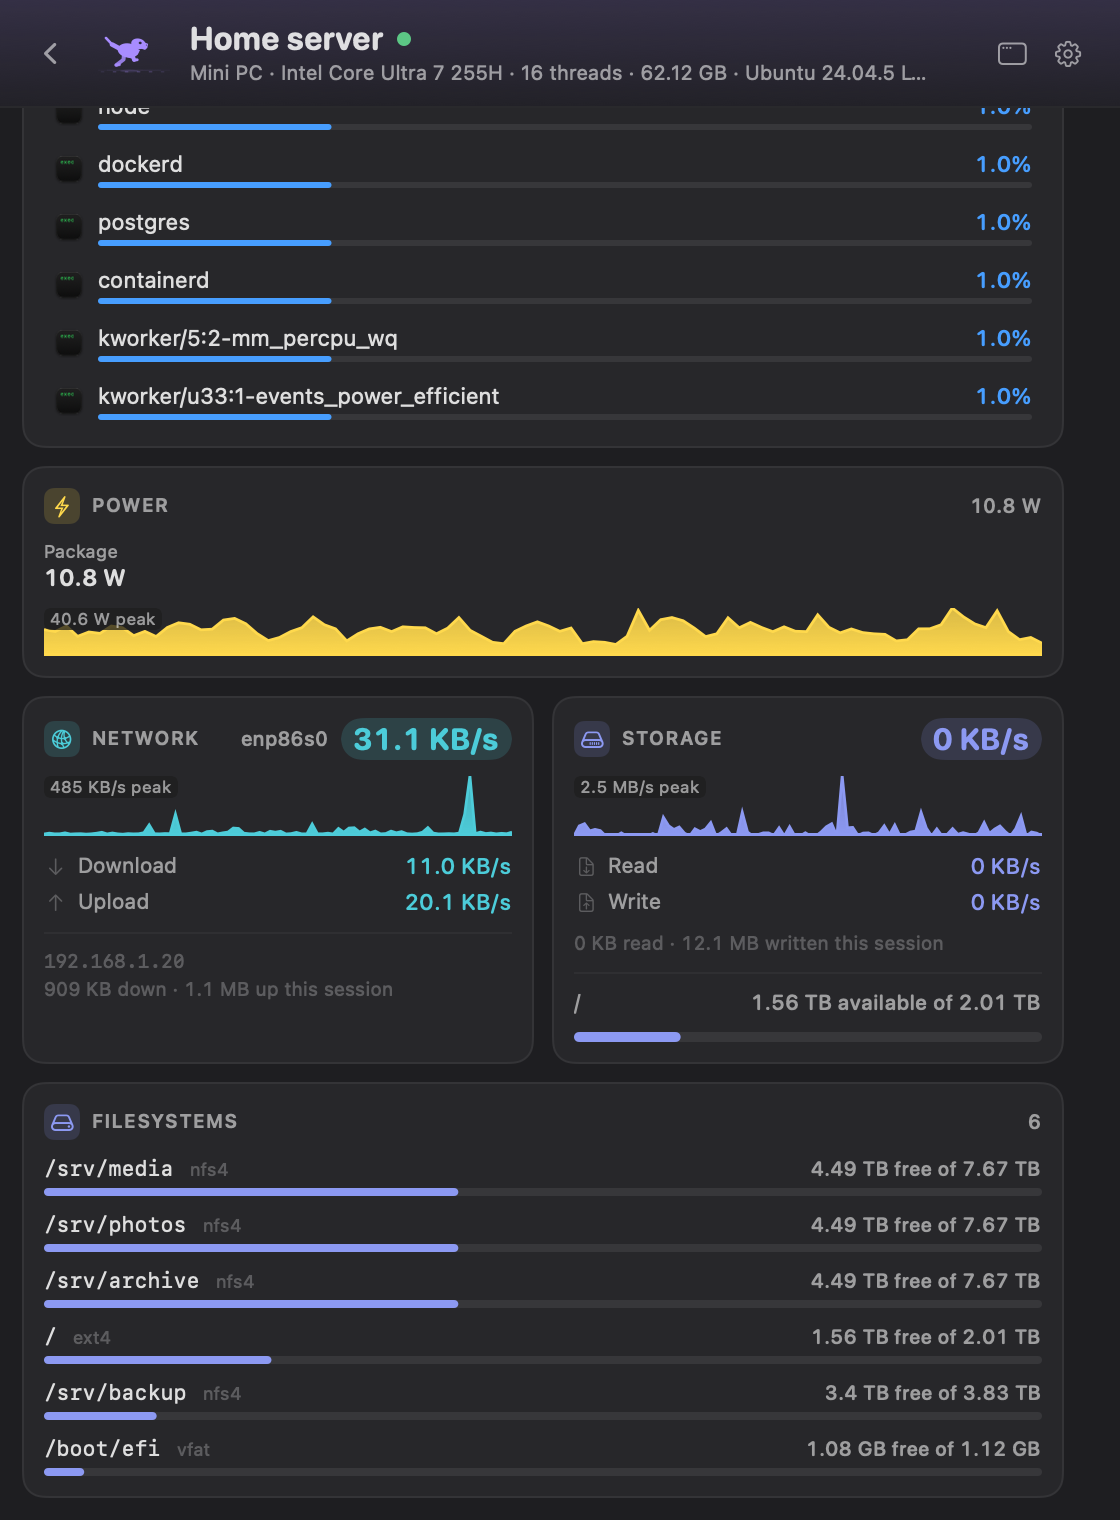 Home server
Mini PC · Intel Core Ultra 7 255H · 16 threads · 62.12 GB · Ubuntu 24.04.5 L...
node 1.0%
dockerd 1.0%
postgres 1.0%
containerd 1.0%
kworker/5:2-mm_percpu_wq 1.0%
kworker/u33:1-events_power_efficient 1.0%
POWER 10.8 W
Package
10.8 W
40.6 W peak
NETWORK enp86s0 31.1 KB/s
485 KB/s peak
Download 11.0 KB/s
Upload 20.1 KB/s
192.168.1.20
909 KB down · 1.1 MB up this session
STORAGE 0 KB/s
2.5 MB/s peak
Read 0 KB/s
Write 0 KB/s
0 KB read · 12.1 MB written this session
/ 1.56 TB available of 2.01 TB
FILESYSTEMS 6
/srv/media nfs4 4.49 TB free of 7.67 TB
/srv/photos nfs4 4.49 TB free of 7.67 TB
/srv/archive nfs4 4.49 TB free of 7.67 TB
/ ext4 1.56 TB free of 2.01 TB
/srv/backup nfs4 3.4 TB free of 3.83 TB
/boot/efi vfat 1.08 GB free of 1.12 GB